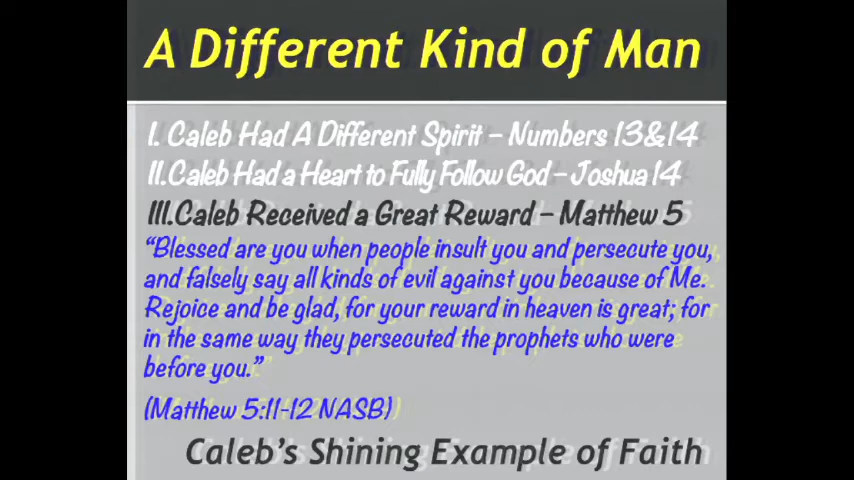 A Different Kind of Man
I. Caleb Had A Different Spirit – Numbers 13&14
II.Caleb Had a Heart to Fully Follow God – Joshua 14
III.Caleb Received a Great Reward – Matthew 5
“Blessed are you when people insult you and persecute you,
and falsely say all kinds of evil against you because of Me.
Rejoice and be glad, for your reward in heaven is great; for
in the same way they persecuted the prophets who were
before you.”
(Matthew 5:11-12 NASB)
Caleb’s Shining Example of Faith